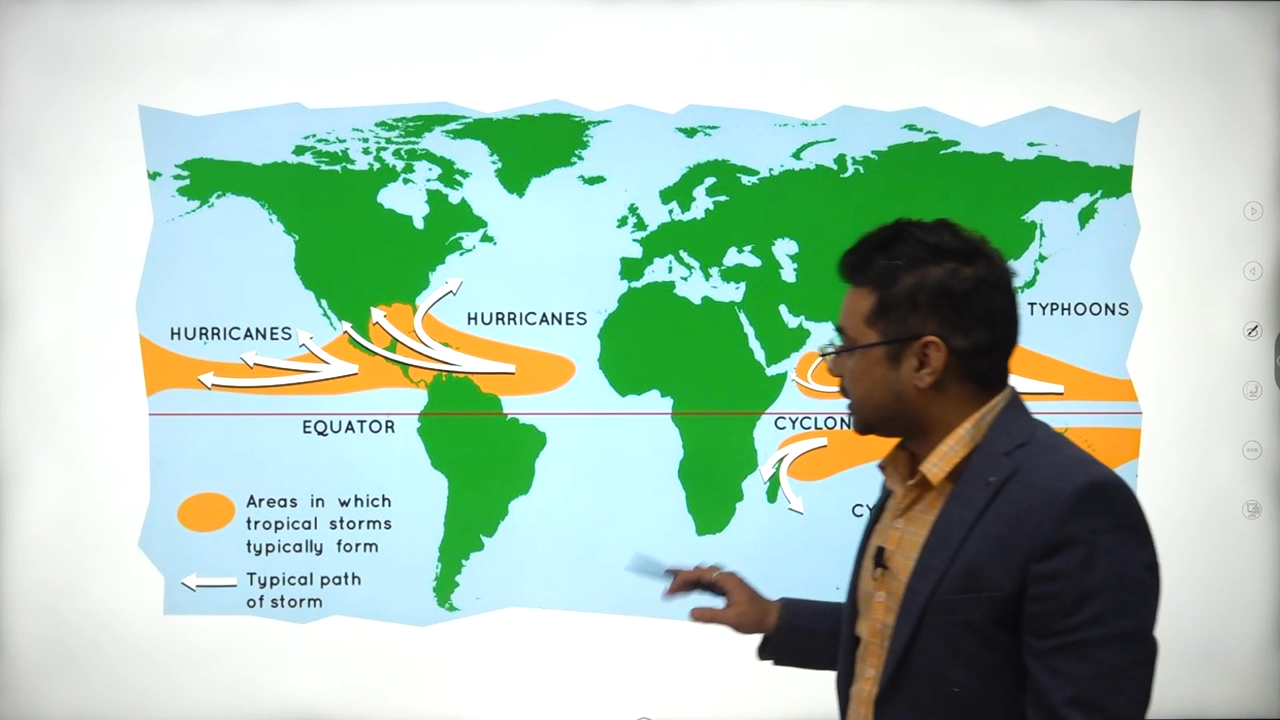 HURRICANES
HURRICANES
TYPHOONS
EQUATOR
Areas in which
tropical storms
typically form
Typical path
of storm